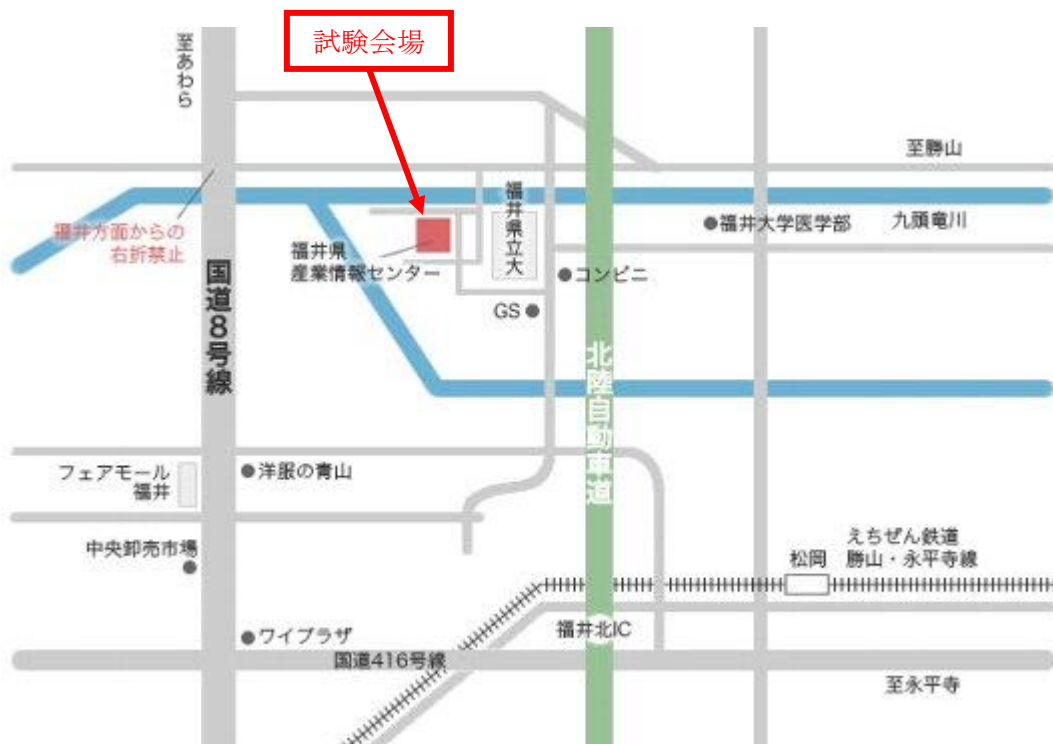 試験会場
至あわら
至勝山
福井県立大
●福井大学医学部
九頭竜川
福井方面からの
右折禁止
福井県
産業情報センター
●コンビニ
国道8号線
GS●
北陸自動車道
フェアモール
福井
●洋服の青山
中央卸売市場
●
えちぜん鉄道
松岡
勝山・永平寺線
●ワイプラザ
福井北IC
国道416号線
至永平寺